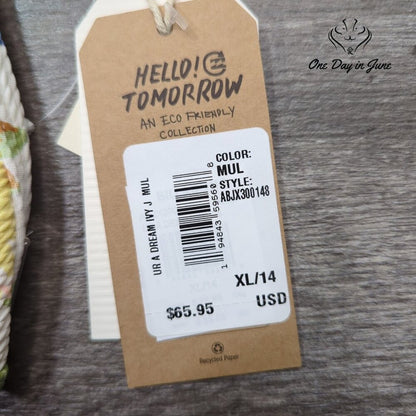 One Day in June
HELLO!
TOMORROW
AN ECO FRIENDLY
COLLECTION
UR A DREAM IVY J MUL
1 94843 59560 8
COLOR:
MUL
STYLE:
ABJX300148
XL/14
$65.95 USD
Recycled Paper